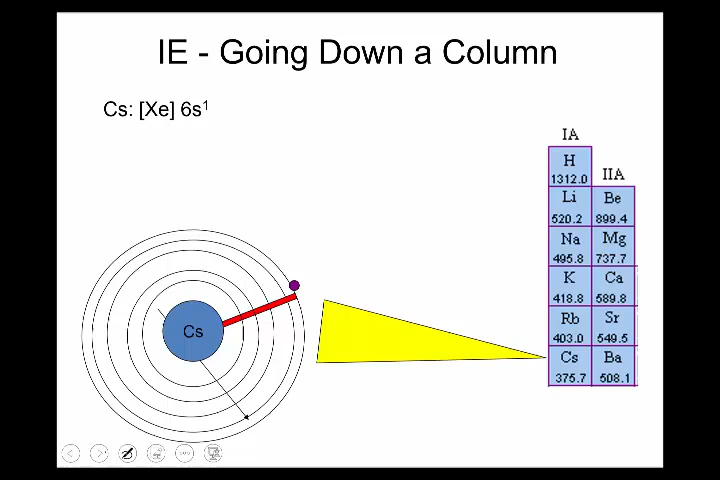 IE - Going Down a Column
Cs: [Xe] 6s¹
IA
H
1312.0
IIA
Li
Be
520.2
899.4
Na
Mg
495.8
737.7
K
Ca
418.8
589.8
Rb
Sr
403.0
549.5
Cs
Ba
375.7
508.1
Cs